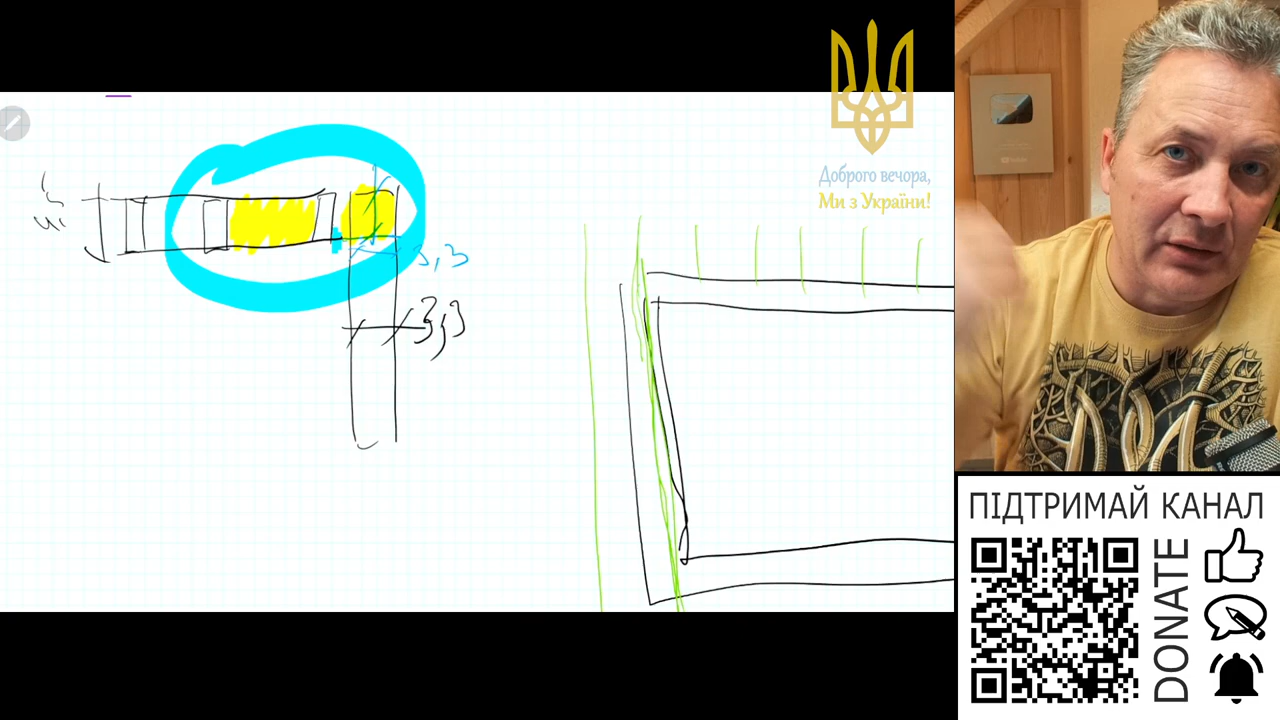 Доброго вечора,
Ми з України!
3,3
3,3
ПІДТРИМАЙ КАНАЛ
DONATE